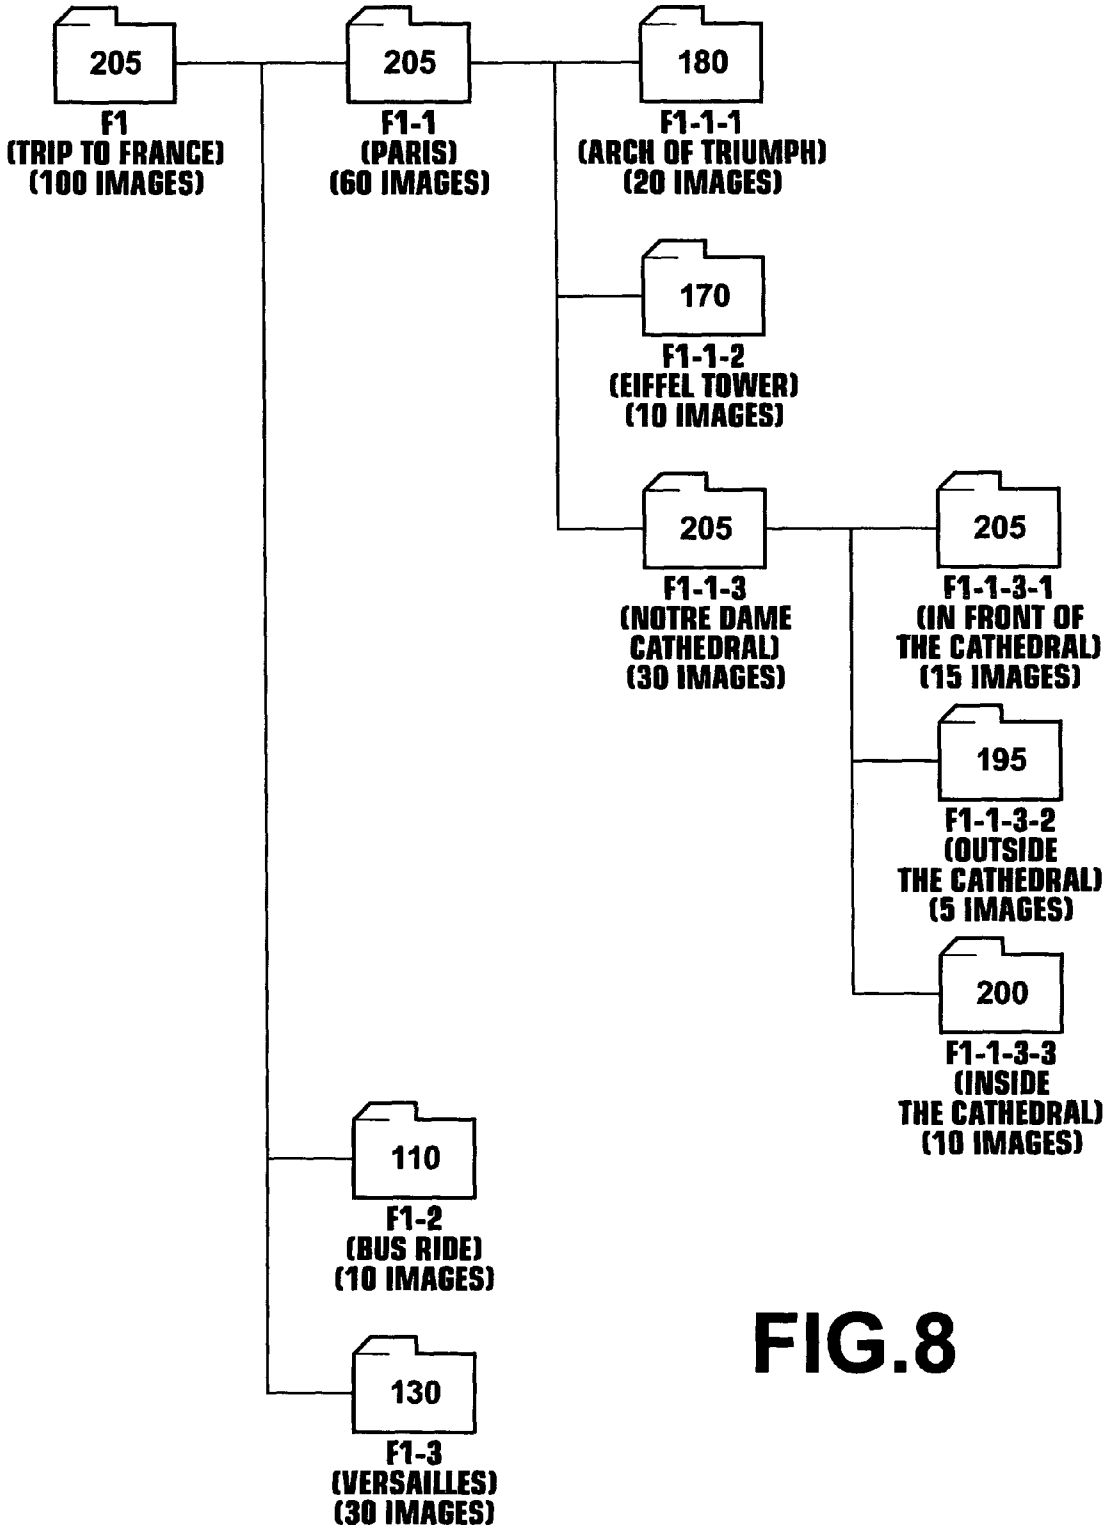 205
F1
(TRIP TO FRANCE)
(100 IMAGES)
205
F1-1
(PARIS)
(60 IMAGES)
180
F1-1-1
(ARCH OF TRIUMPH)
(20 IMAGES)
170
F1-1-2
(EIFFEL TOWER)
(10 IMAGES)
205
F1-1-3
(NOTRE DAME
CATHEDRAL)
(30 IMAGES)
205
F1-1-3-1
(IN FRONT OF
THE CATHEDRAL)
(15 IMAGES)
195
F1-1-3-2
(OUTSIDE
THE CATHEDRAL)
(5 IMAGES)
200
F1-1-3-3
(INSIDE
THE CATHEDRAL)
(10 IMAGES)
110
F1-2
(BUS RIDE)
(10 IMAGES)
130
F1-3
(VERSAILLES)
(30 IMAGES)
FIG.8